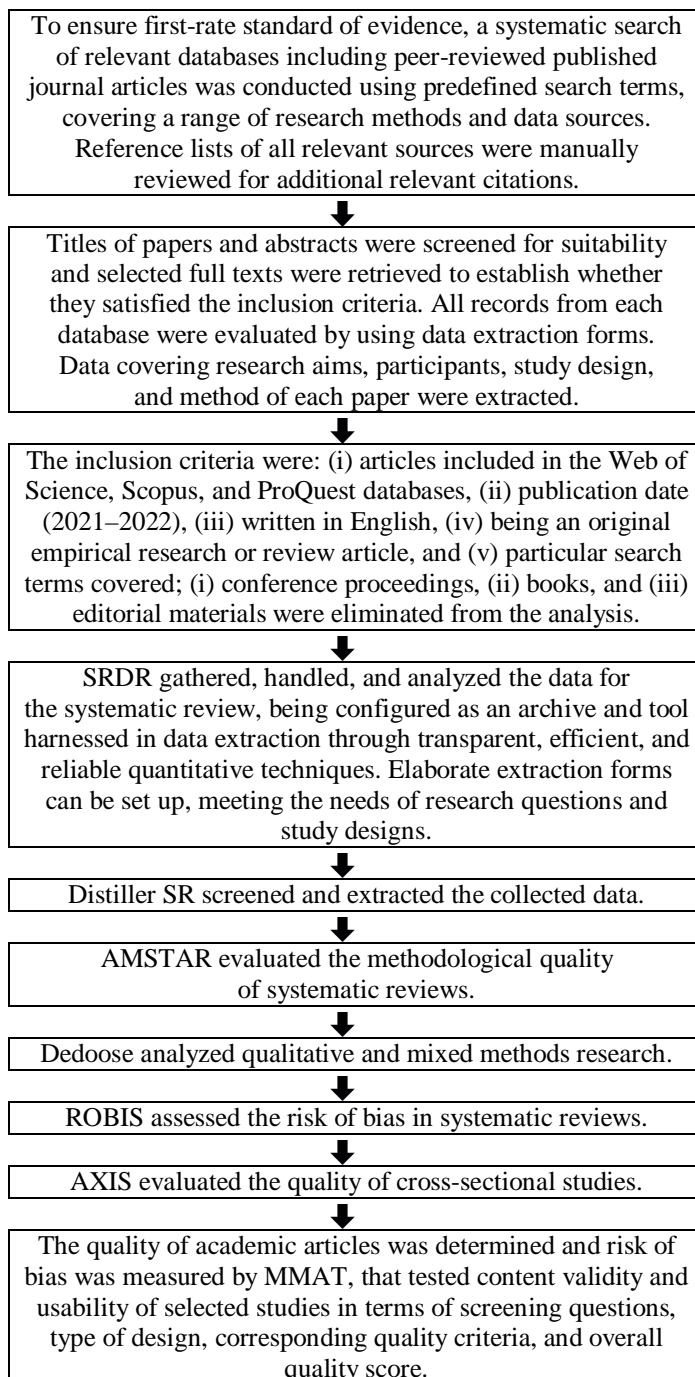 To ensure first-rate standard of evidence, a systematic search
of relevant databases including peer-reviewed published
journal articles was conducted using predefined search terms,
covering a range of research methods and data sources.
Reference lists of all relevant sources were manually
reviewed for additional relevant citations.
Titles of papers and abstracts were screened for suitability
and selected full texts were retrieved to establish whether
they satisfied the inclusion criteria. All records from each
database were evaluated by using data extraction forms.
Data covering research aims, participants, study design,
and method of each paper were extracted.
The inclusion criteria were: (i) articles included in the Web of
Science, Scopus, and ProQuest databases, (ii) publication date
(2021–2022), (iii) written in English, (iv) being an original
empirical research or review article, and (v) particular search
terms covered; (i) conference proceedings, (ii) books, and (iii)
editorial materials were eliminated from the analysis.
SRDR gathered, handled, and analyzed the data for
the systematic review, being configured as an archive and tool
harnessed in data extraction through transparent, efficient, and
reliable quantitative techniques. Elaborate extraction forms
can be set up, meeting the needs of research questions and
study designs.
Distiller SR screened and extracted the collected data.
AMSTAR evaluated the methodological quality
of systematic reviews.
Dedoose analyzed qualitative and mixed methods research.
ROBIS assessed the risk of bias in systematic reviews.
AXIS evaluated the quality of cross-sectional studies.
The quality of academic articles was determined and risk of
bias was measured by MMAT, that tested content validity and
usability of selected studies in terms of screening questions,
type of design, corresponding quality criteria, and overall
quality score.